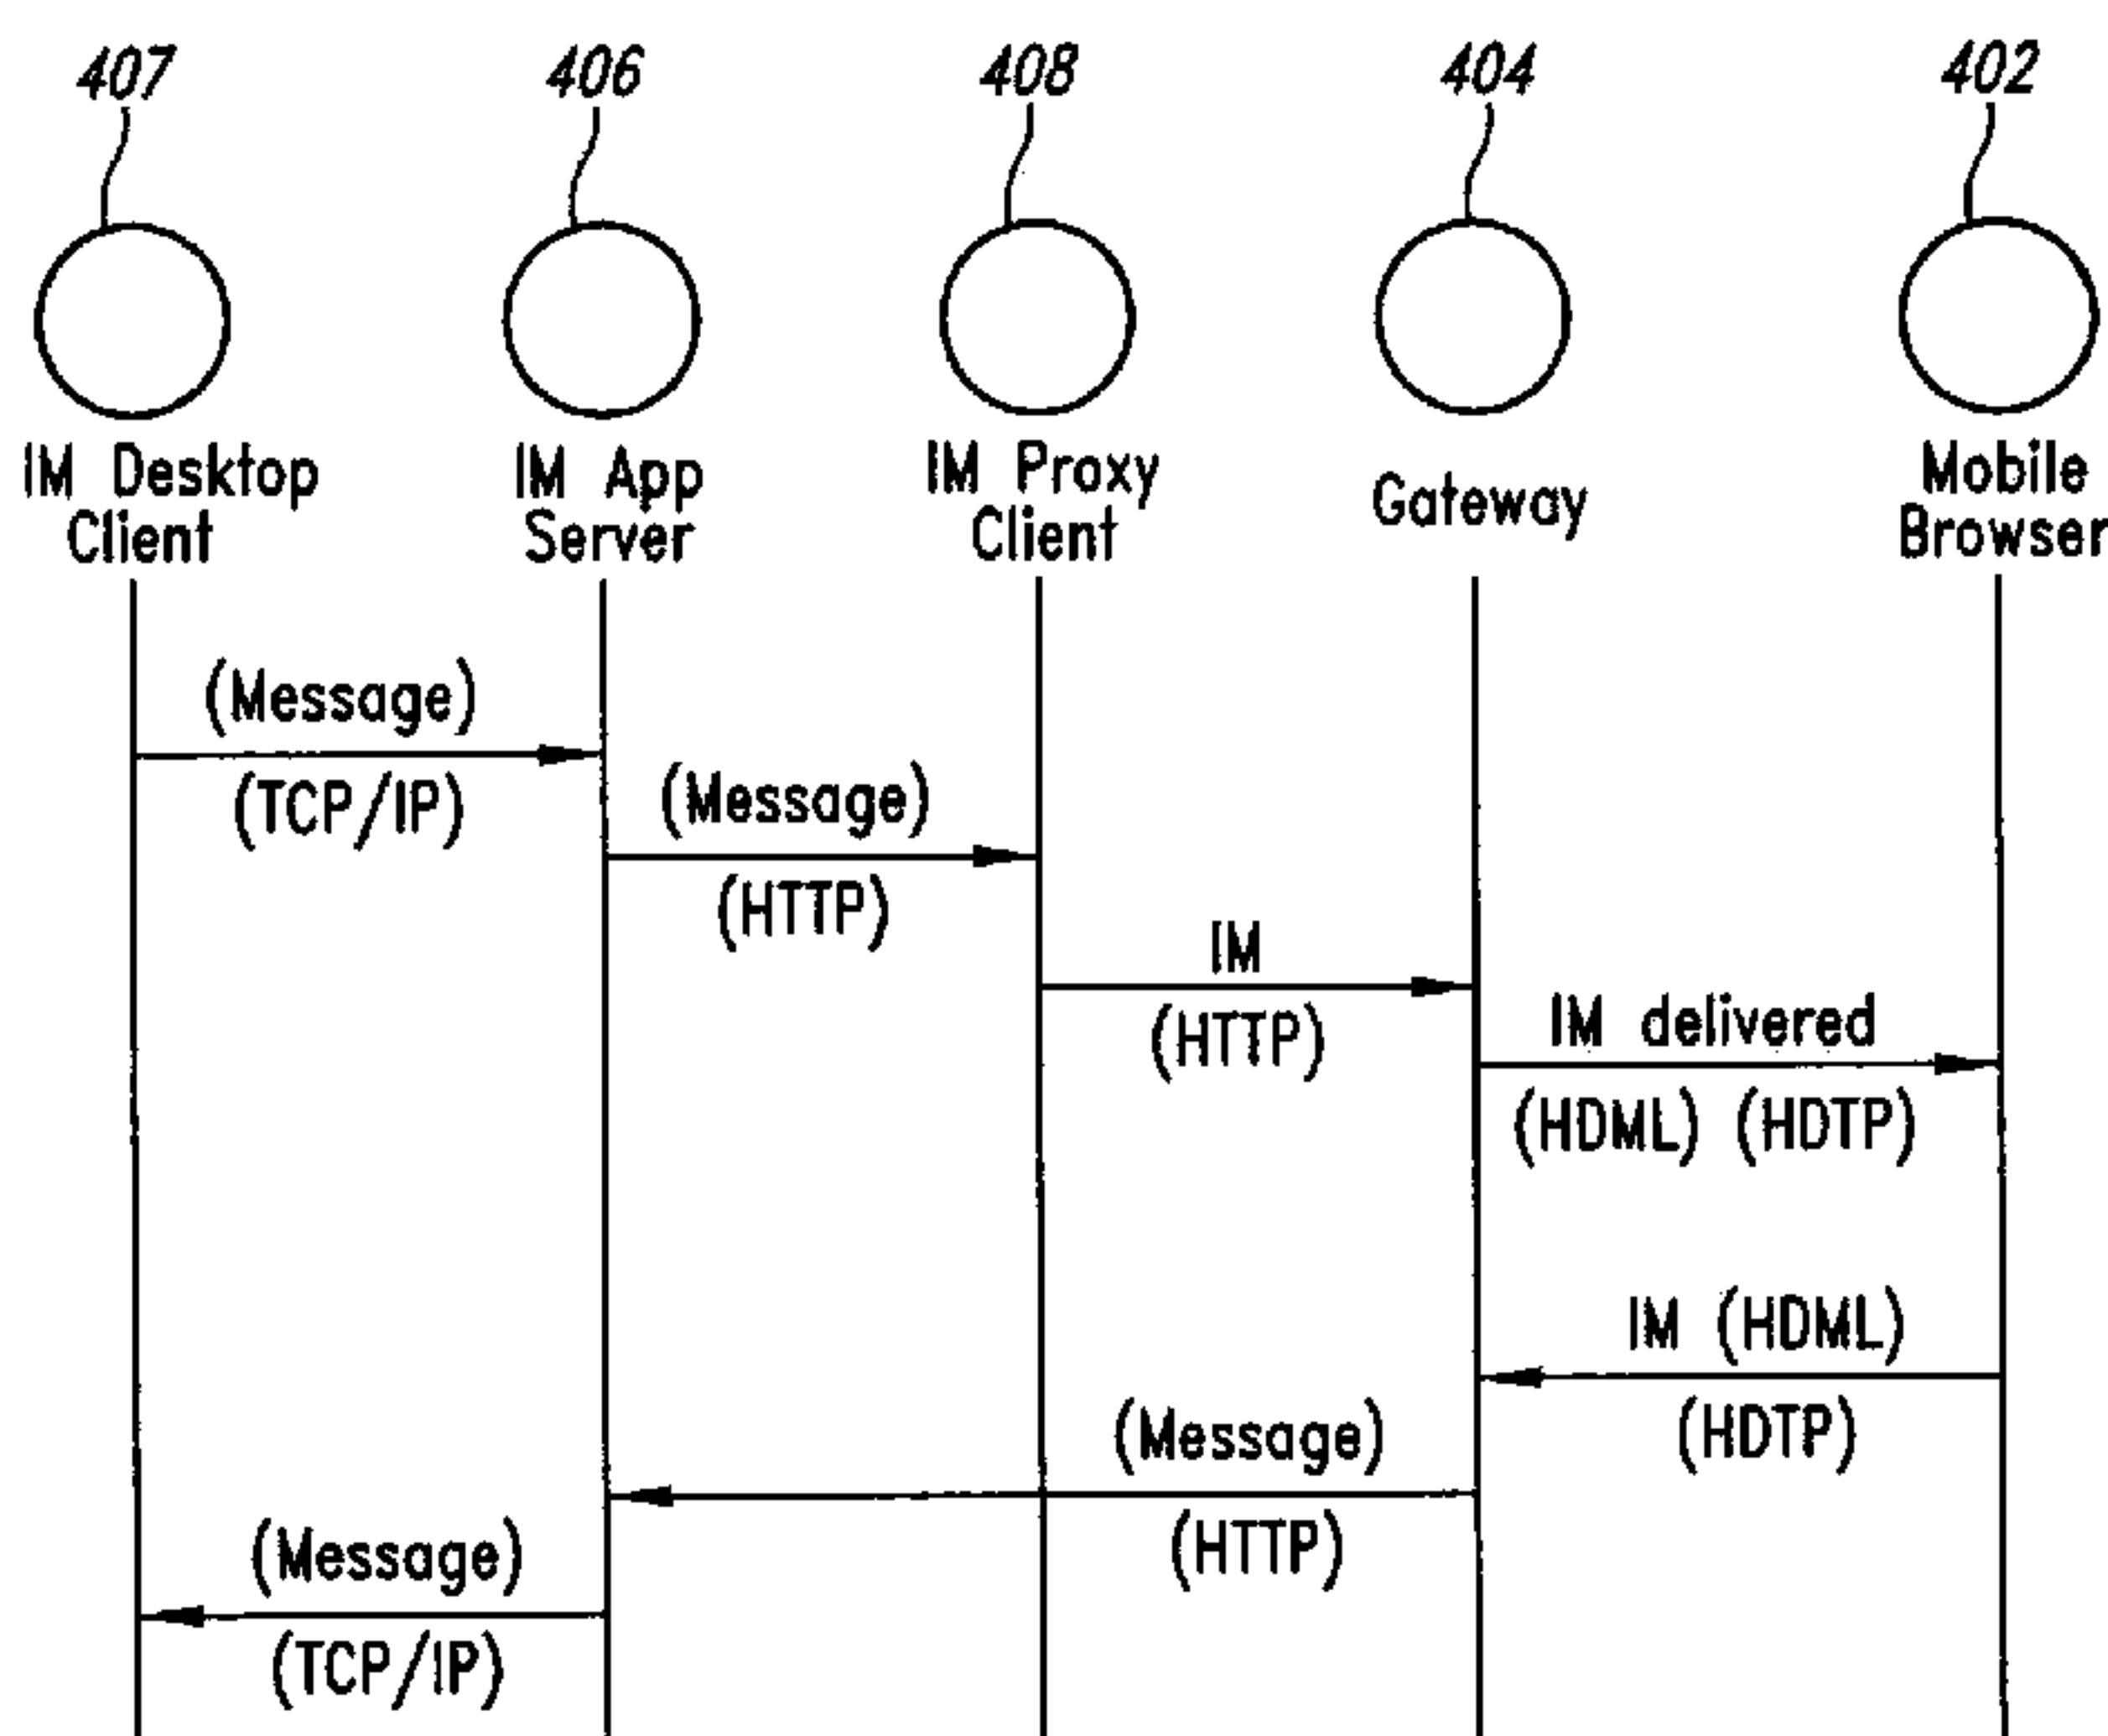 407 406 408 404 402
IM Desktop Client
IM App Server
IM Proxy Client
Gateway
Mobile Browser
(Message)
(TCP/IP)
(Message)
(HTTP)
IM
(HTTP)
IM delivered
(HDML) (HDTP)
IM (HDML)
(HDTP)
(Message)
(HTTP)
(Message)
(TCP/IP)